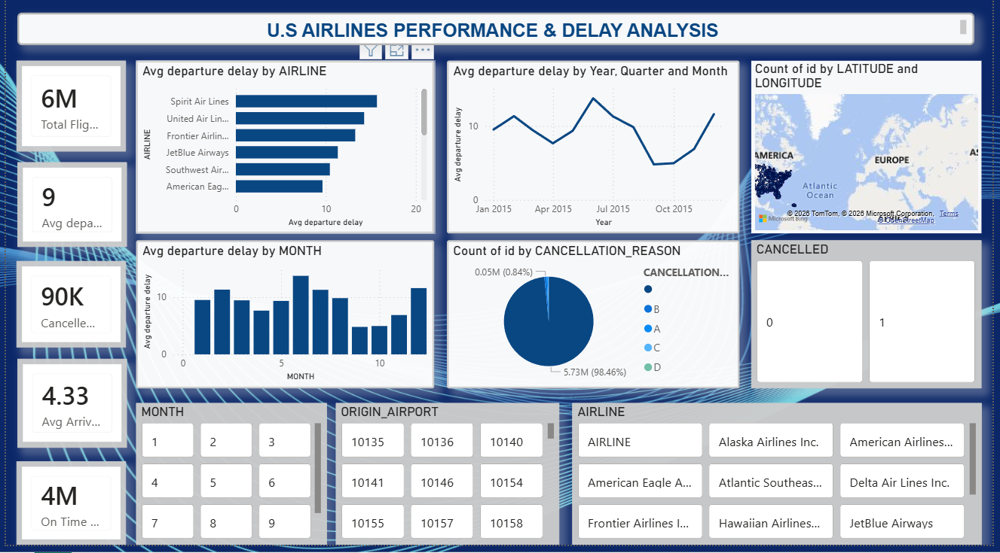 U.S AIRLINES PERFORMANCE & DELAY ANALYSIS
6M
Total Flig...
9
Avg depa...
90K
Cancelle...
4.33
Avg Arriv...
4M
On Time ...
Avg departure delay by AIRLINE
AIRLINE
Spirit Air Lines
United Air Lin...
Frontier Airlin...
JetBlue Airways
Southwest Air...
American Eag...
0 10 20
Avg departure delay
Avg departure delay by Year, Quarter and Month
Avg departure delay
10
0
Jan 2015 Apr 2015 Jul 2015 Oct 2015
Year
Count of id by LATITUDE and
LONGITUDE
AMERICA
EUROPE
AS
Atlantic
Ocean
© 2026 TomTom, © 2026 Microsoft Corporation, Terms
© OpenStreetMap
Microsoft Bing
Avg departure delay by MONTH
Avg departure delay
10
0
0 5 10
MONTH
Count of id by CANCELLATION_REASON
0.05M (0.84%)
5.73M (98.46%)
CANCELLATION...
B
A
C
D
CANCELLED
0 1
MONTH
1 2 3
4 5 6
7 8 9
ORIGIN_AIRPORT
10135 10136 10140
10141 10146 10154
10155 10157 10158
AIRLINE
AIRLINE Alaska Airlines Inc. American Airlines...
American Eagle A... Atlantic Southeas... Delta Air Lines Inc.
Frontier Airlines I... Hawaiian Airlines... JetBlue Airways